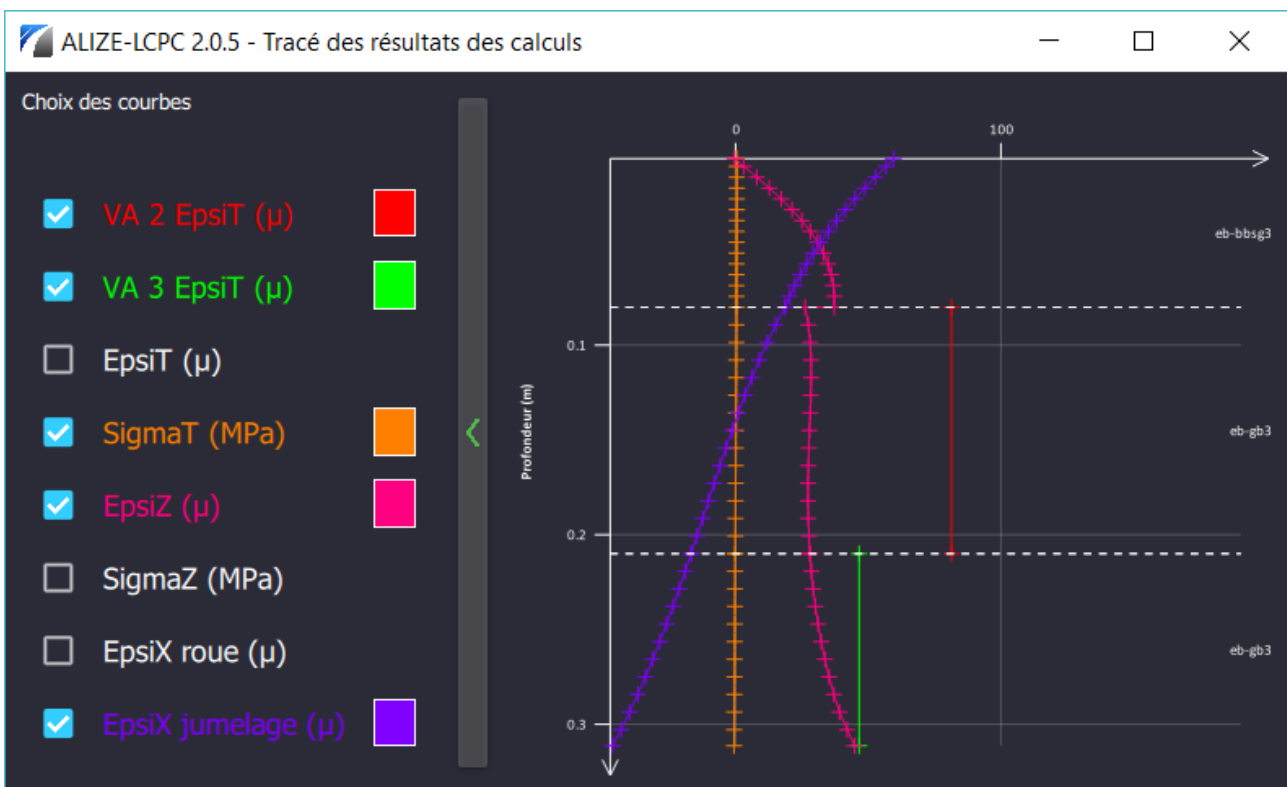 ALIZE-LCPC 2.0.5 - Tracé des résultats des calculs
Choix des courbes
VA 2 EpsiT (μ)
VA 3 EpsiT (μ)
EpsiT (μ)
SigmaT (MPa)
EpsiZ (μ)
SigmaZ (MPa)
EpsiX roue (μ)
EpsiX jumelage (μ)
0
100
eb-bbsg3
0.1
Profondeur (m)
eb-gb3
0.2
eb-gb3
0.3